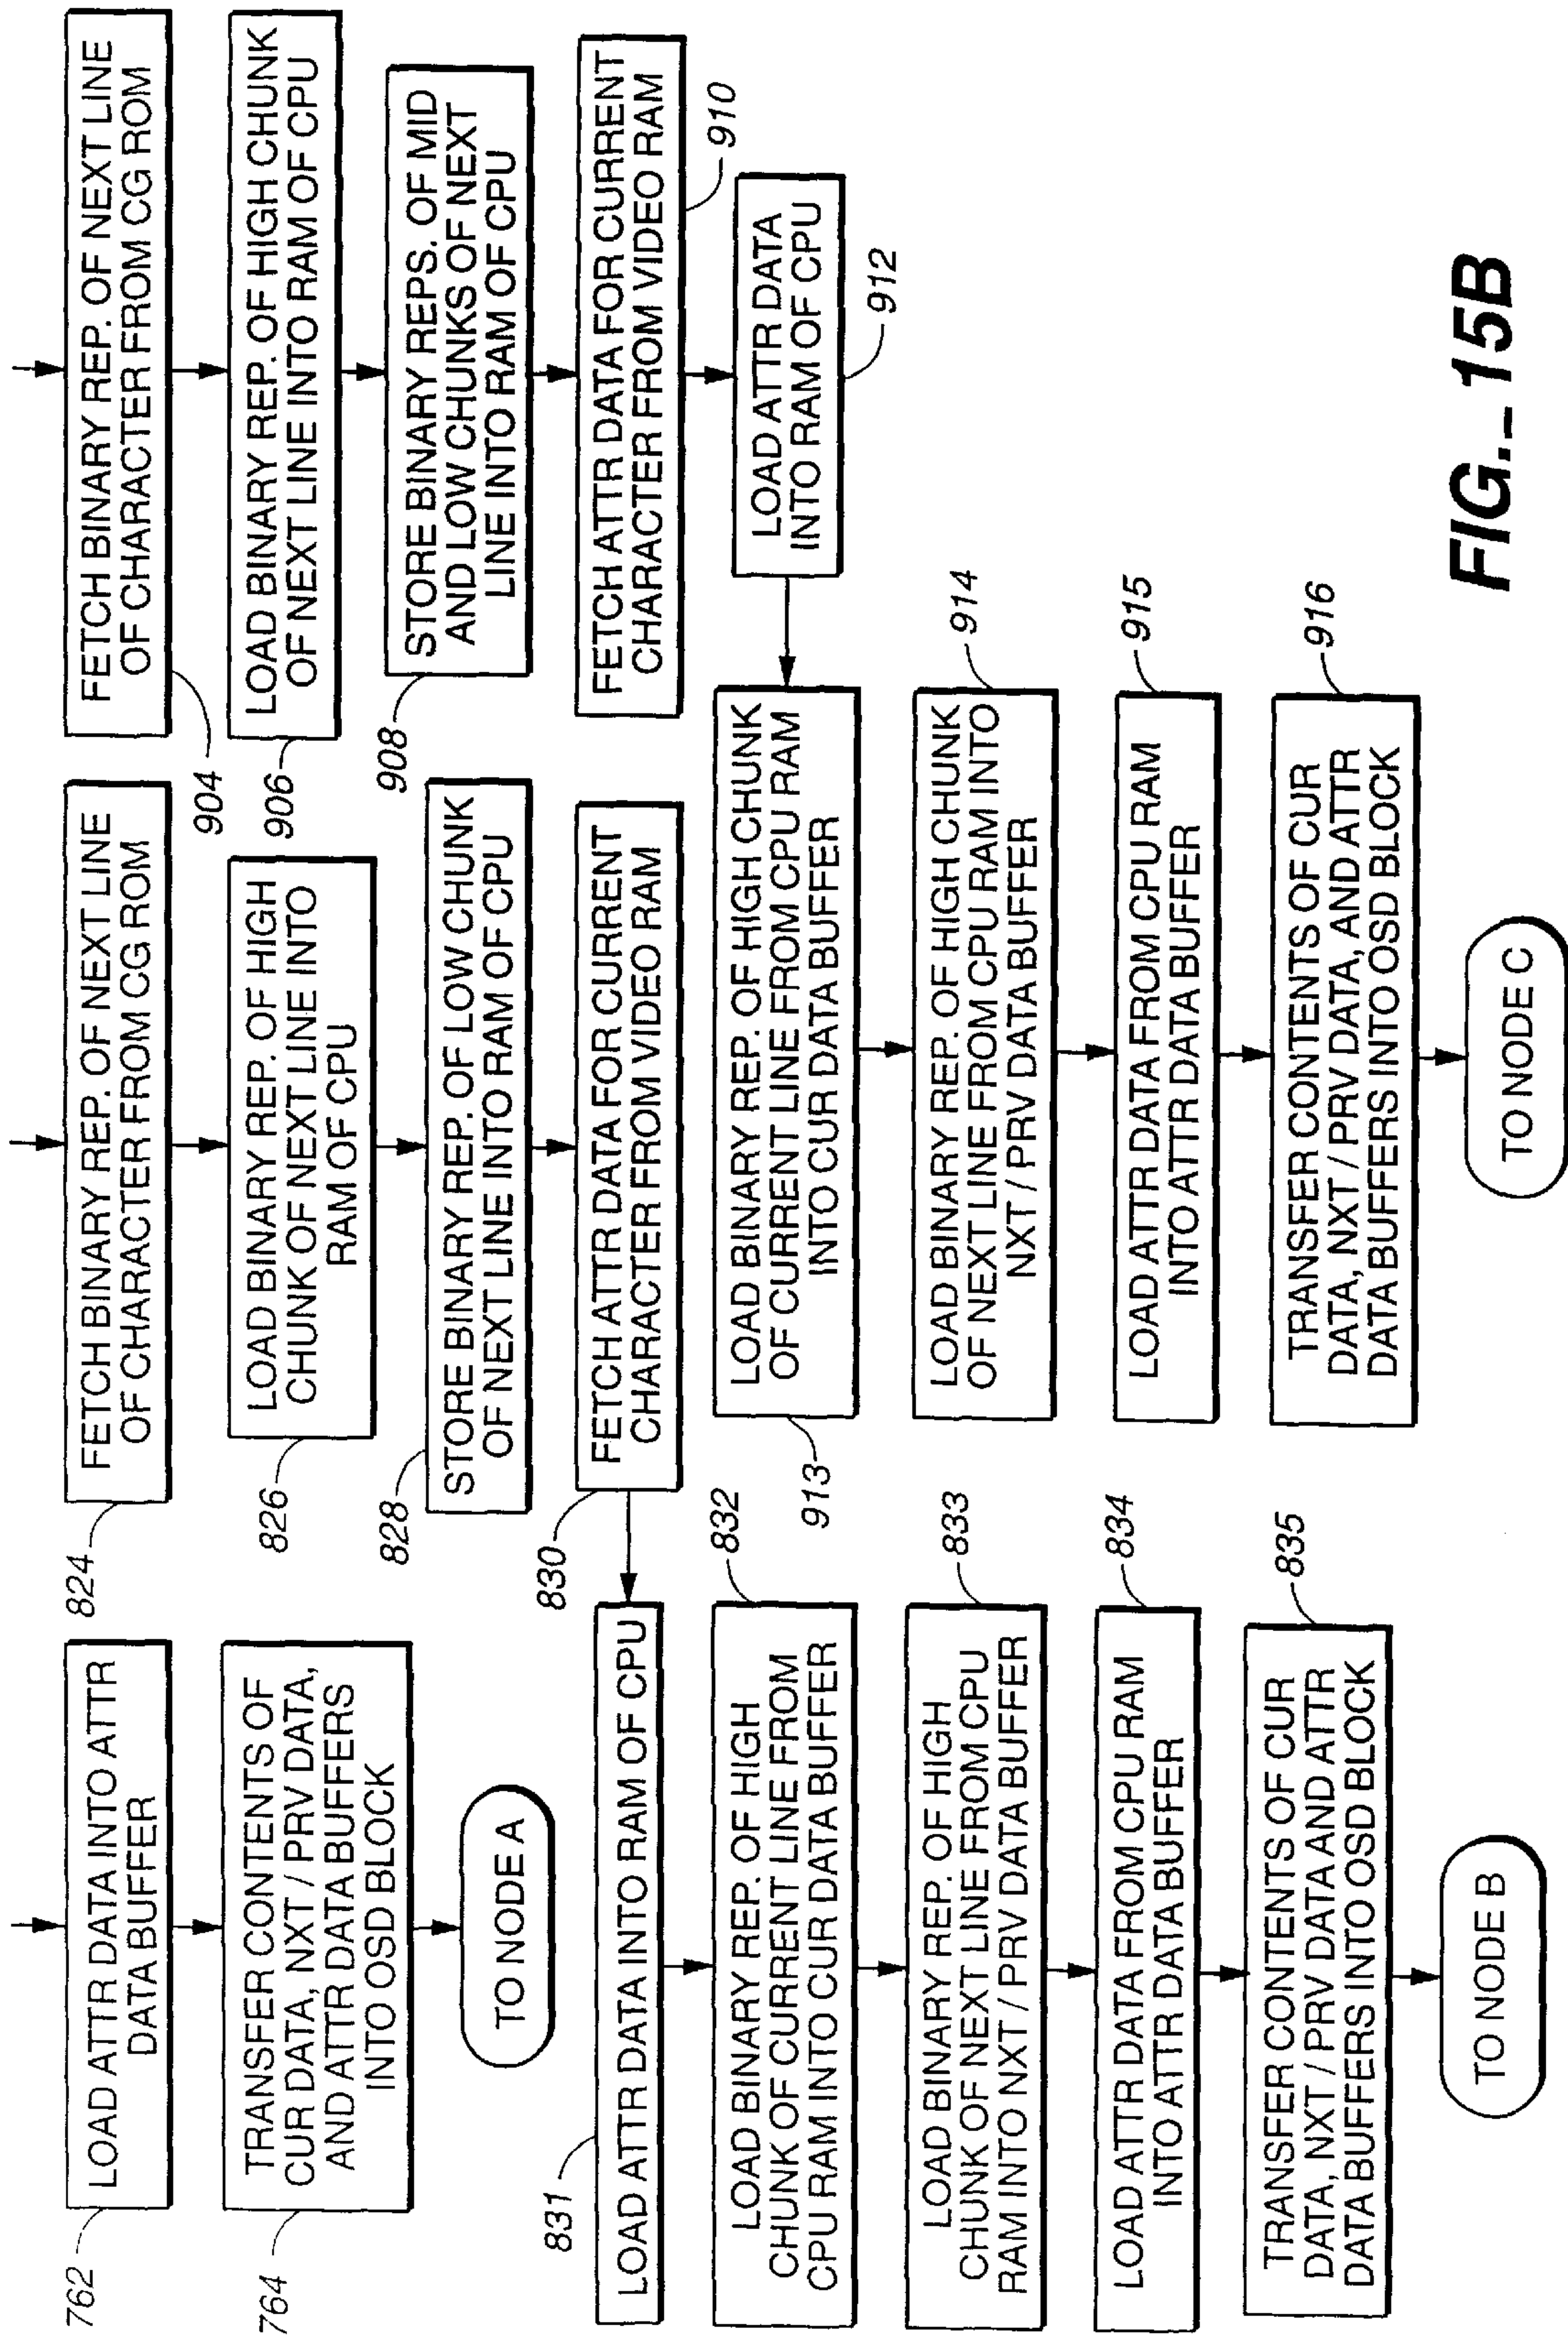 762
LOAD ATTR DATA INTO ATTR
DATA BUFFER
764
TRANSFER CONTENTS OF
CUR DATA, NXT / PRV DATA,
AND ATTR DATA BUFFERS
INTO OSD BLOCK
TO NODE A
824
FETCH BINARY REP. OF NEXT LINE
OF CHARACTER FROM CG ROM
826
LOAD BINARY REP. OF HIGH
CHUNK OF NEXT LINE INTO
RAM OF CPU
828
STORE BINARY REP. OF LOW CHUNK
OF NEXT LINE INTO RAM OF CPU
830
FETCH ATTR DATA FOR CURRENT
CHARACTER FROM VIDEO RAM
831
LOAD ATTR DATA INTO RAM OF CPU
832
LOAD BINARY REP. OF HIGH
CHUNK OF CURRENT LINE FROM
CPU RAM INTO CUR DATA BUFFER
833
LOAD BINARY REP. OF HIGH
CHUNK OF NEXT LINE FROM CPU
RAM INTO NXT / PRV DATA BUFFER
834
LOAD ATTR DATA FROM CPU RAM
INTO ATTR DATA BUFFER
835
TRANSFER CONTENTS OF CUR
DATA, NXT / PRV DATA AND ATTR
DATA BUFFERS INTO OSD BLOCK
TO NODE B
904
FETCH BINARY REP. OF NEXT LINE
OF CHARACTER FROM CG ROM
906
LOAD BINARY REP. OF HIGH CHUNK
OF NEXT LINE INTO RAM OF CPU
908
STORE BINARY REPS. OF MID
AND LOW CHUNKS OF NEXT
LINE INTO RAM OF CPU
910
FETCH ATTR DATA FOR CURRENT
CHARACTER FROM VIDEO RAM
912
LOAD ATTR DATA
INTO RAM OF CPU
913
LOAD BINARY REP. OF HIGH CHUNK
OF CURRENT LINE FROM CPU RAM
INTO CUR DATA BUFFER
914
LOAD BINARY REP. OF HIGH CHUNK
OF NEXT LINE FROM CPU RAM INTO
NXT / PRV DATA BUFFER
915
LOAD ATTR DATA FROM CPU RAM
INTO ATTR DATA BUFFER
916
TRANSFER CONTENTS OF CUR
DATA, NXT / PRV DATA, AND ATTR
DATA BUFFERS INTO OSD BLOCK
TO NODE C
FIG._15B